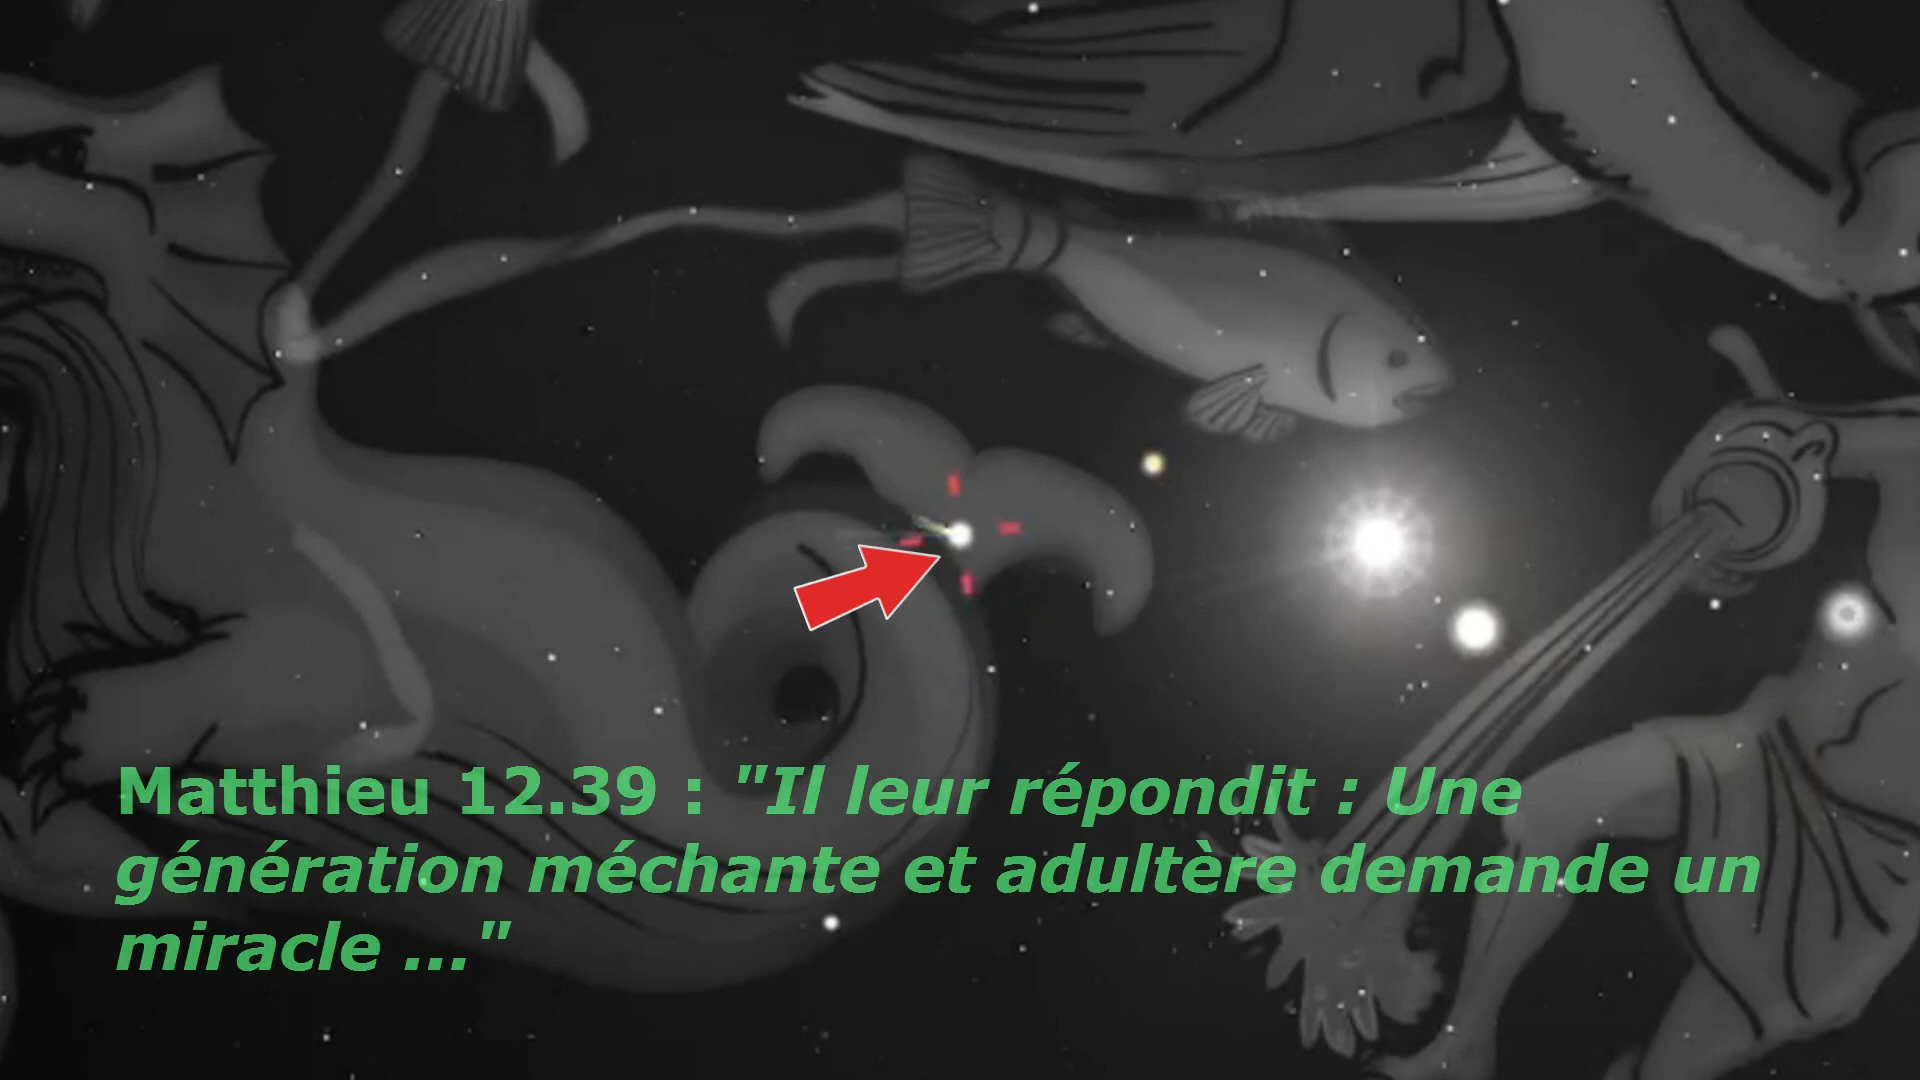 Matthieu 12.39 : "Il leur répondit : Une
génération méchante et adultère demande un
miracle ..."